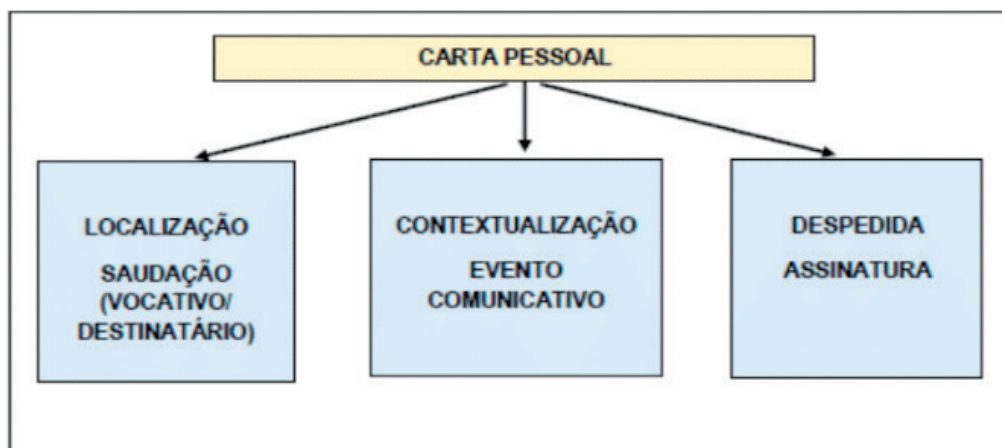 CARTA PESSOAL
LOCALIZAÇÃO
SAUDAÇÃO
(VOCATIVO/
DESTINATÁRIO)
CONTEXTUALIZAÇÃO
EVENTO
COMUNICATIVO
DESPEDIDA
ASSINATURA